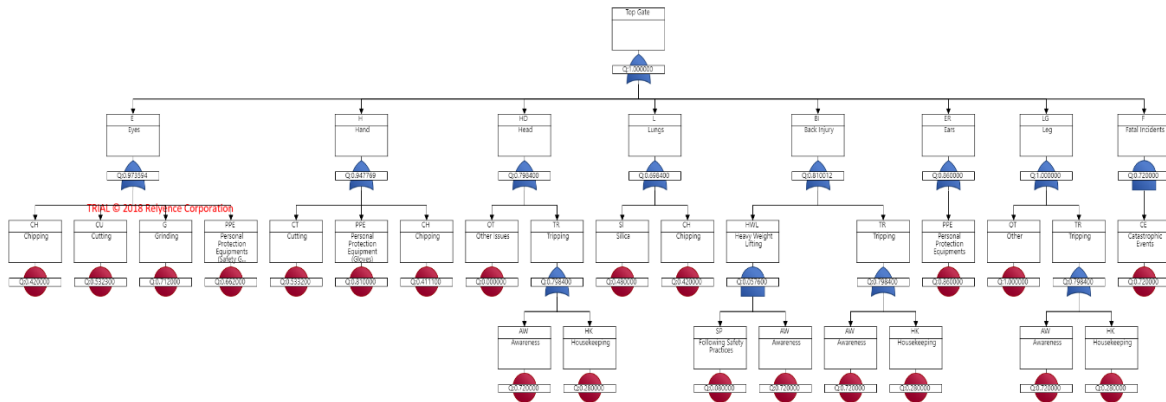 Top Gate
Q:1.000000
E
Eyes
Q:0.973594
H
Hand
Q:0.947769
HD
Head
Q:0.798400
L
Lungs
Q:0.698400
BI
Back Injury
Q:0.810012
ER
Ears
Q:0.860000
LG
Leg
Q:1.000000
F
Fatal Incidents
Q:0.720000
TRIAL © 2018 Relyence Corporation
CH
Chipping
Q:0.420000
CU
Cutting
Q:0.532300
G
Grinding
Q:0.712000
PPE
Personal
Protection
Equipments
(Safety G...
Q:0.662000
CT
Cutting
Q:0.533200
PPE
Personal
Protection
Equipment
(Gloves)
Q:0.810000
CH
Chipping
Q:0.411100
OT
Other issues
Q:0.000000
TR
Tripping
Q:0.798400
SI
Silica
Q:0.480000
CH
Chipping
Q:0.420000
HWL
Heavy Weight
Lifting
Q:0.057600
TR
Tripping
Q:0.798400
PPE
Personal
Protection
Equipments
Q:0.860000
OT
Other
Q:1.000000
TR
Tripping
Q:0.798400
CE
Catastrophic
Events
Q:0.720000
AW
Awareness
Q:0.720000
HK
Housekeeping
Q:0.280000
SP
Following Safety
Practices
Q:0.080000
AW
Awareness
Q:0.720000
AW
Awareness
Q:0.720000
HK
Housekeeping
Q:0.280000
AW
Awareness
Q:0.720000
HK
Housekeeping
Q:0.280000